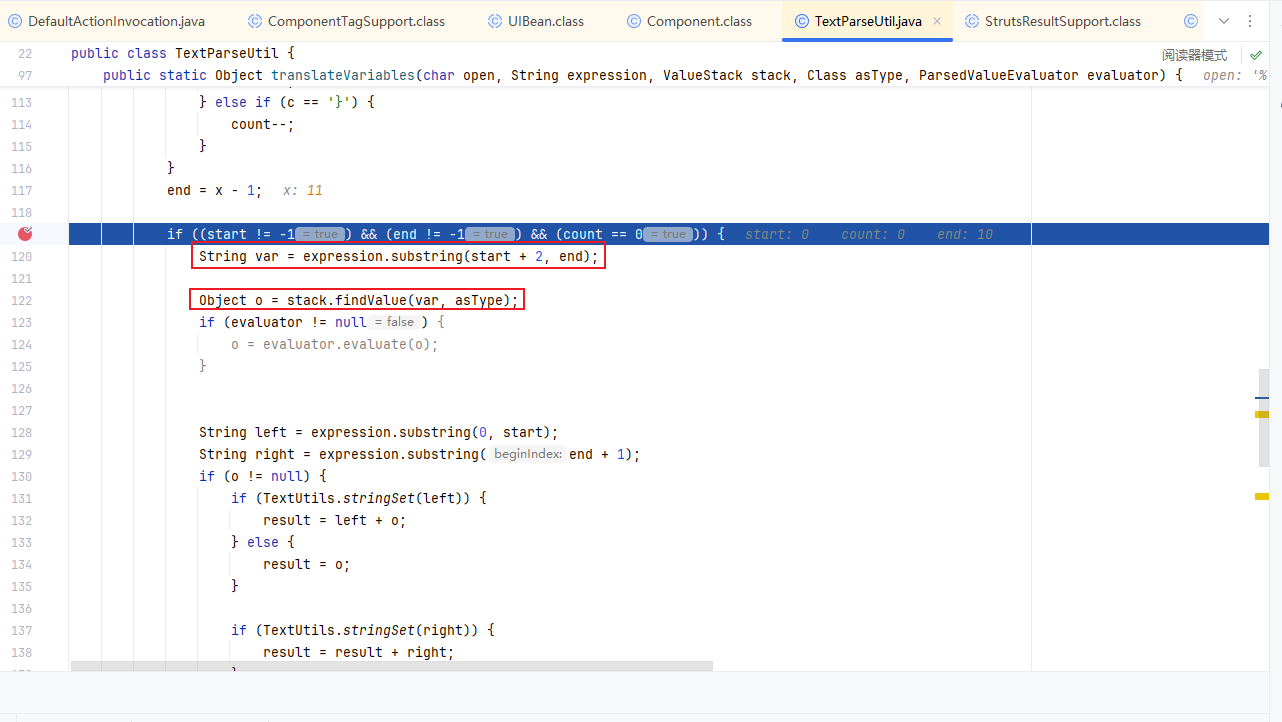 DefaultActionInvocation.java ComponentTagSupport.class UIBean.class Component.class TextParseUtil.java × StrutsResultSupport.class
22 public class TextParseUtil { 阅读器模式
97 public static Object translateVariables(char open, String expression, ValueStack stack, Class asType, ParsedValueEvaluator evaluator) { open: '%
113 } else if (c == '}') {
114 count--;
115 }
116 }
117 end = x - 1; x: 11
118
if ((start != -1 = true ) && (end != -1 = true ) && (count == 0 = true )) { start: 0 count: 0 end: 10
120 String var = expression.substring(start + 2, end);
121
122 Object o = stack.findValue(var, asType);
123 if (evaluator != null = false ) {
124 o = evaluator.evaluate(o);
125 }
126
127
128 String left = expression.substring(0, start);
129 String right = expression.substring( beginIndex: end + 1);
130 if (o != null) {
131 if (TextUtils.stringSet(left)) {
132 result = left + o;
133 } else {
134 result = o;
135 }
136
137 if (TextUtils.stringSet(right)) {
138 result = result + right;